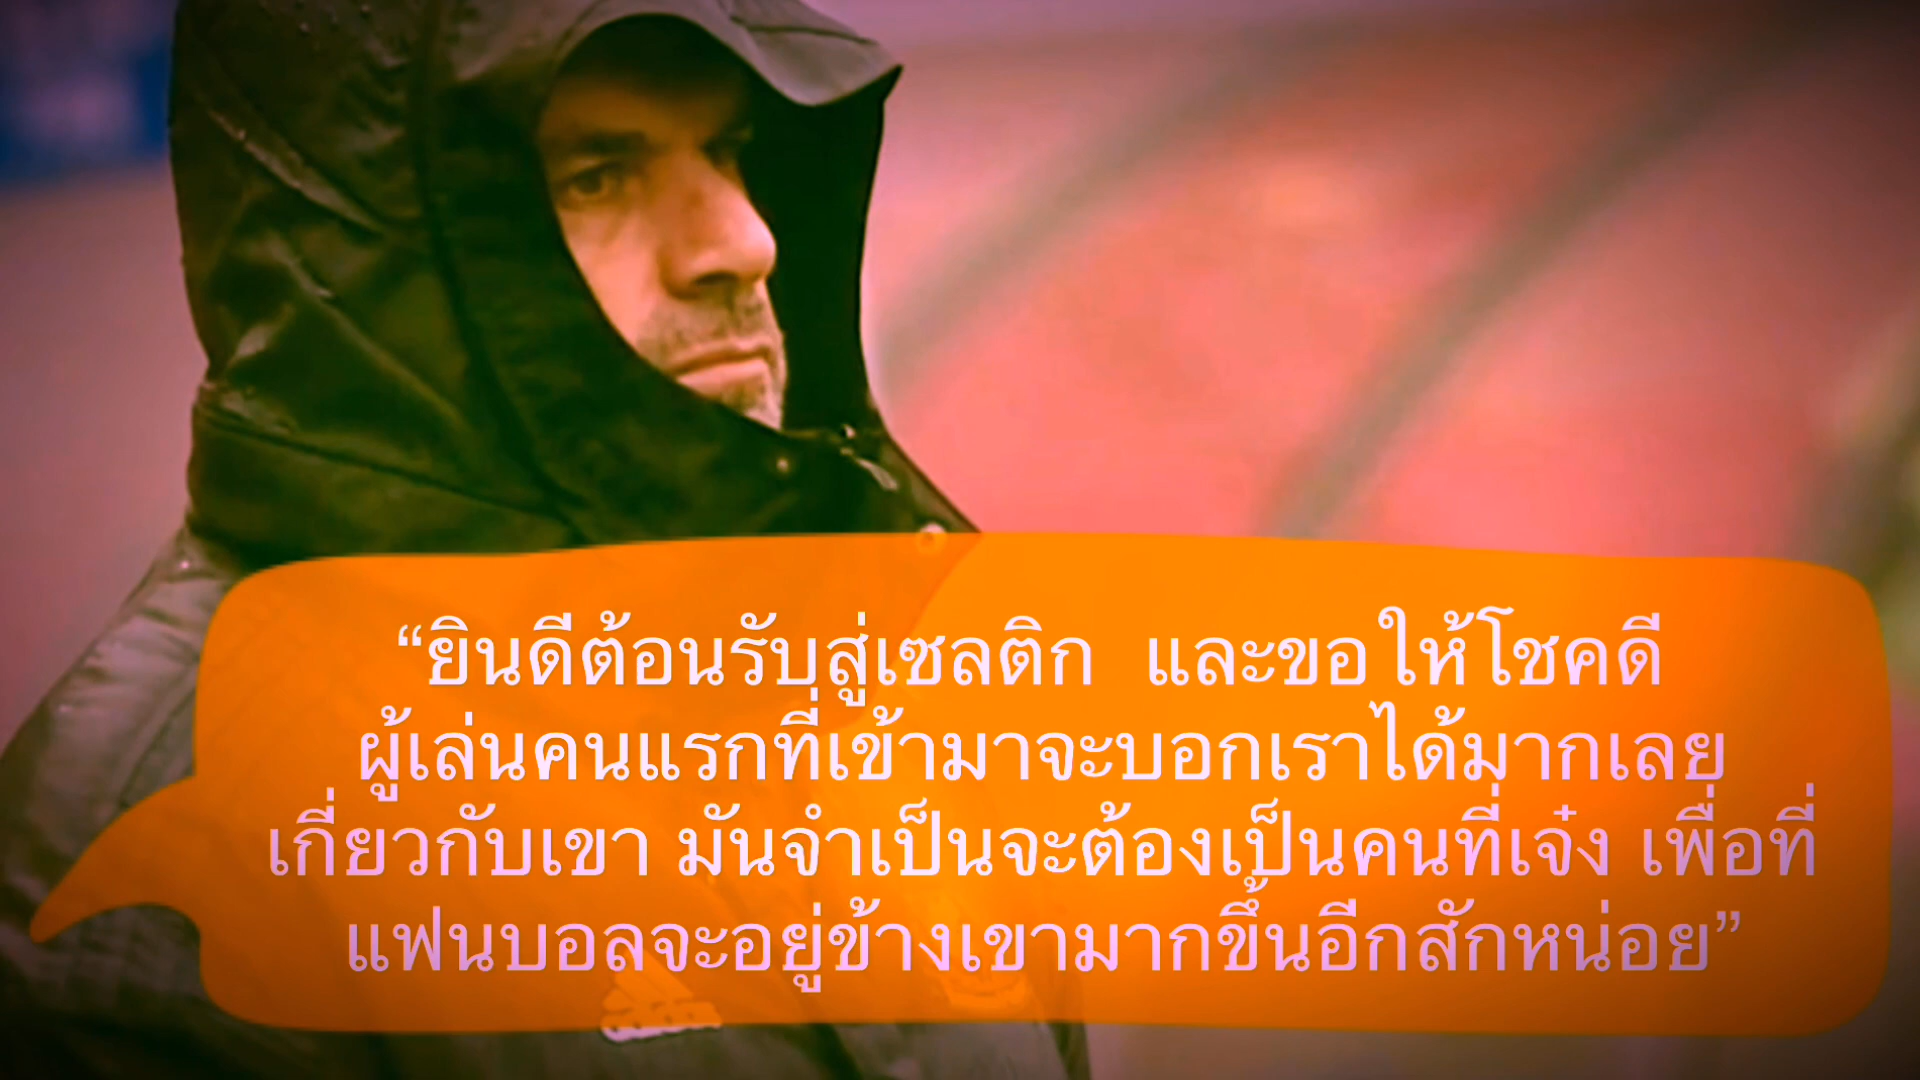 “ยินดีต้อนรับสู่เซลติก และขอให้โชคดี
ผู้เล่นคนแรกที่เข้ามาจะบอกเราได้มากเลย
เกี่ยวกับเขา มันจำเป็นจะต้องเป็นคนที่เจ๋ง เพื่อที่
แฟนบอลจะอยู่ข้างเขามากขึ้นอีกสักหน่อย”